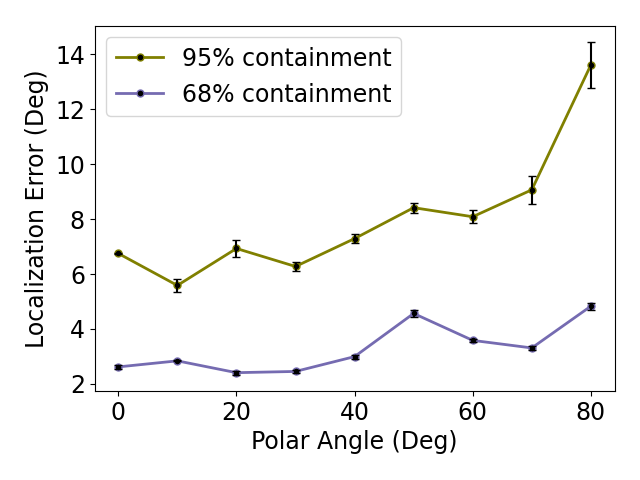 95% containment
68% containment
Localization Error (Deg)
14
12
10
8
6
4
2
0 20 40 60 80
Polar Angle (Deg)